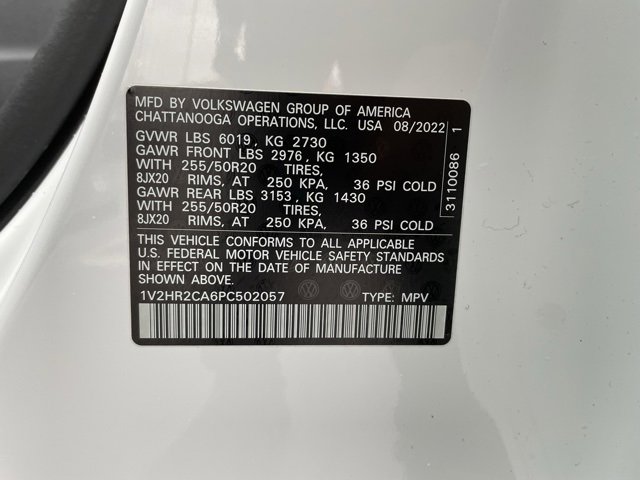 MFD BY VOLKSWAGEN GROUP OF AMERICA
CHATTANOOGA OPERATIONS, LLC. USA 08/2022
GVWR LBS 6019, KG 2730
GAWR FRONT LBS 2976, KG 1350
WITH 255/50R20 TIRES,
8JX20 RIMS, AT 250 KPA, 36 PSI COLD
GAWR REAR LBS 3153, KG 1430
WITH 255/50R20 TIRES,
8JX20 RIMS, AT 250 KPA, 36 PSI COLD
THIS VEHICLE CONFORMS TO ALL APPLICABLE
U.S. FEDERAL MOTOR VEHICLE SAFETY STANDARDS
IN EFFECT ON THE DATE OF MANUFACTURE
SHOWN ABOVE.
1V2HR2CA6PC502057 TYPE: MPV
3110086 1